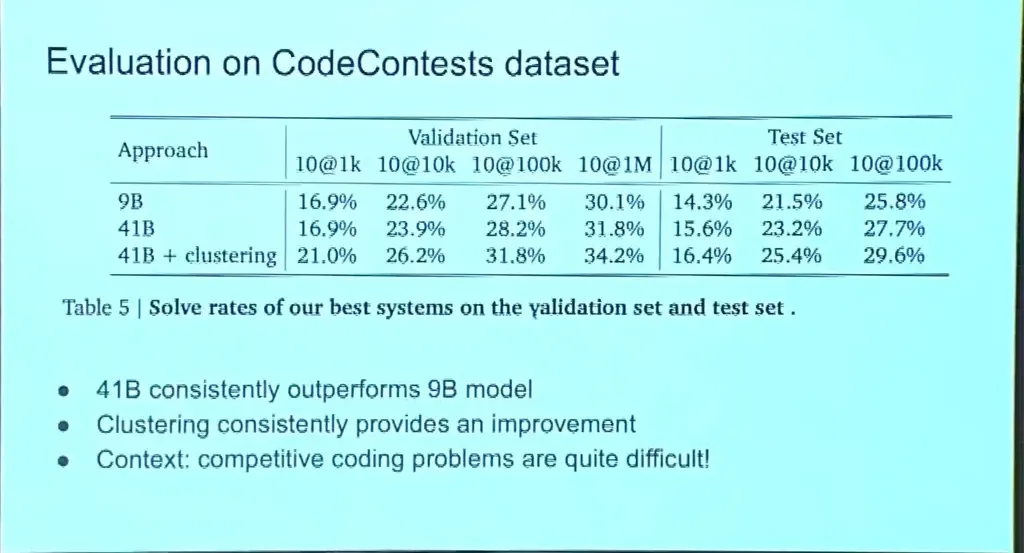 Evaluation on CodeContests dataset
Approach Validation Set Test Set
10@1k 10@10k 10@100k 10@1M 10@1k 10@10k 10@100k
9B 16.9% 22.6% 27.1% 30.1% 14.3% 21.5% 25.8%
41B 16.9% 23.9% 28.2% 31.8% 15.6% 23.2% 27.7%
41B + clustering 21.0% 26.2% 31.8% 34.2% 16.4% 25.4% 29.6%
Table 5 | Solve rates of our best systems on the validation set and test set .
• 41B consistently outperforms 9B model
• Clustering consistently provides an improvement
• Context: competitive coding problems are quite difficult!